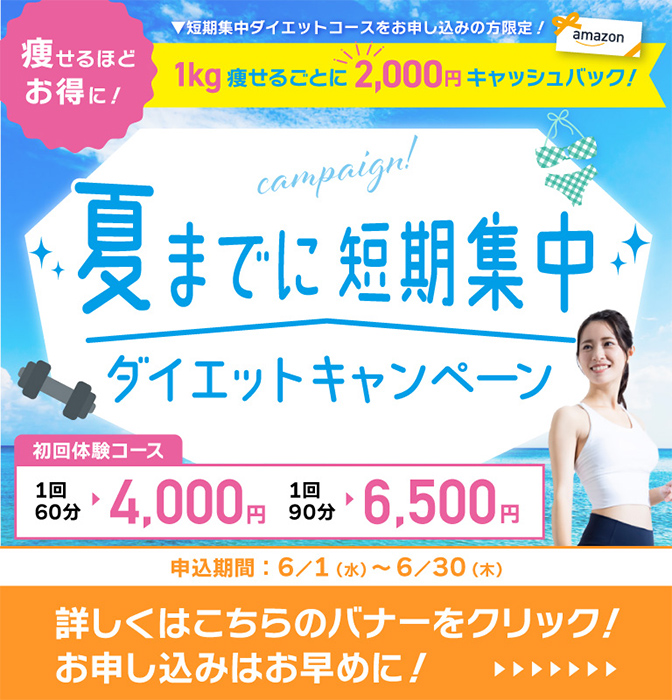 ▼短期集中ダイエットコースをお申し込みの方限定！
amazon
痩せるほど
お得に！
1kg 痩せるごとに 2,000円 キャッシュバック！
campaign!
夏までに 短期集中
ダイエットキャンペーン
初回体験コース
1回
60分
4,000円
1回
90分
6,500円
申込期間：6／1（水）〜6／30（木）
詳しくはこちらのバナーをクリック！
お申し込みはお早めに！